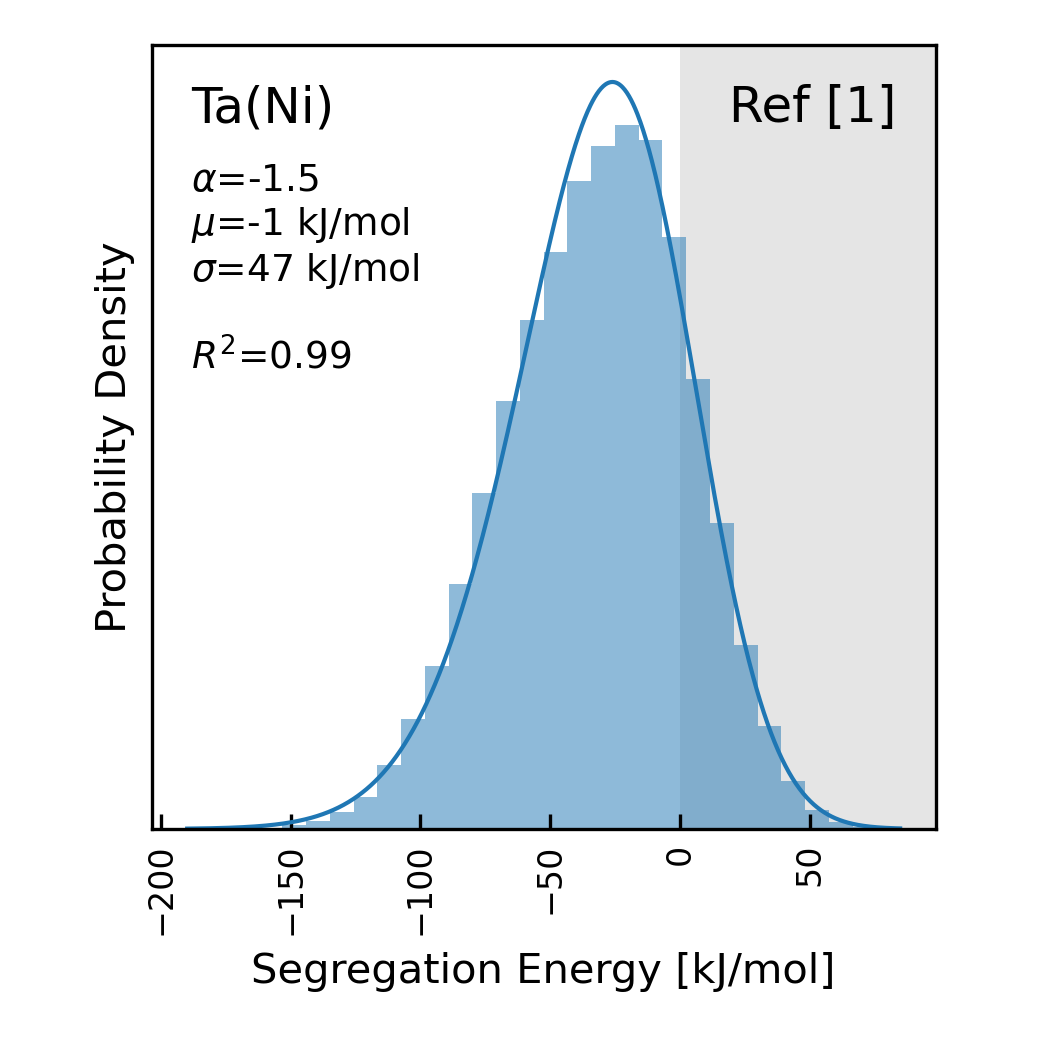 Ta(Ni)
Ref [1]
α=-1.5
μ=-1 kJ/mol
σ=47 kJ/mol
R²=0.99
Probability Density
−200
−150
−100
−50
0
50
Segregation Energy [kJ/mol]